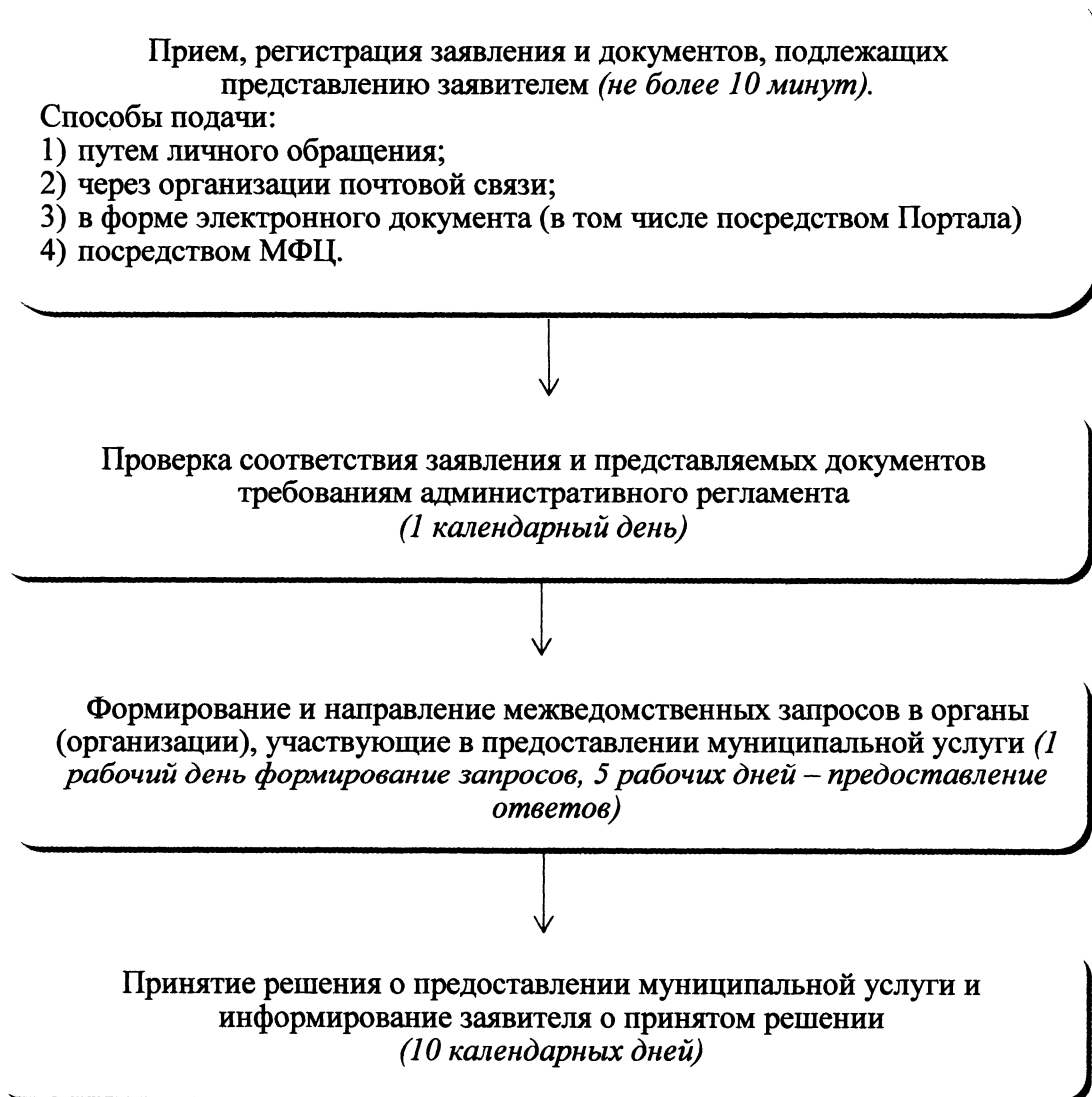 Прием, регистрация заявления и документов, подлежащих
представлению заявителем (не более 10 минут).
Способы подачи:
1) путем личного обращения;
2) через организации почтовой связи;
3) в форме электронного документа (в том числе посредством Портала)
4) посредством МФЦ.
Проверка соответствия заявления и представляемых документов
требованиям административного регламента
(1 календарный день)
Формирование и направление межведомственных запросов в органы
(организации), участвующие в предоставлении муниципальной услуги (1
рабочий день формирование запросов, 5 рабочих дней – предоставление
ответов)
Принятие решения о предоставлении муниципальной услуги и
информирование заявителя о принятом решении
(10 календарных дней)